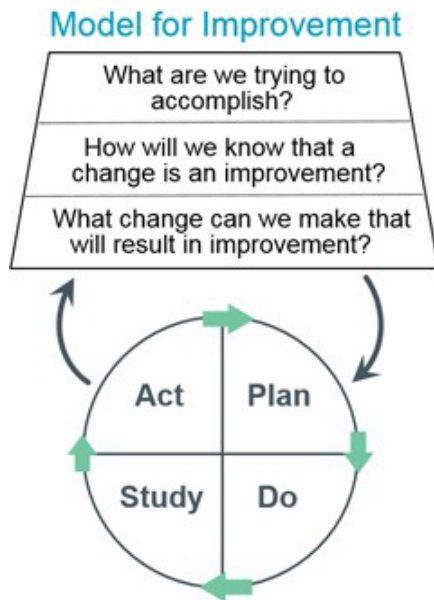 Model for Improvement
What are we trying to
accomplish?
How will we know that a
change is an improvement?
What change can we make that
will result in improvement?
Act
Plan
Study
Do